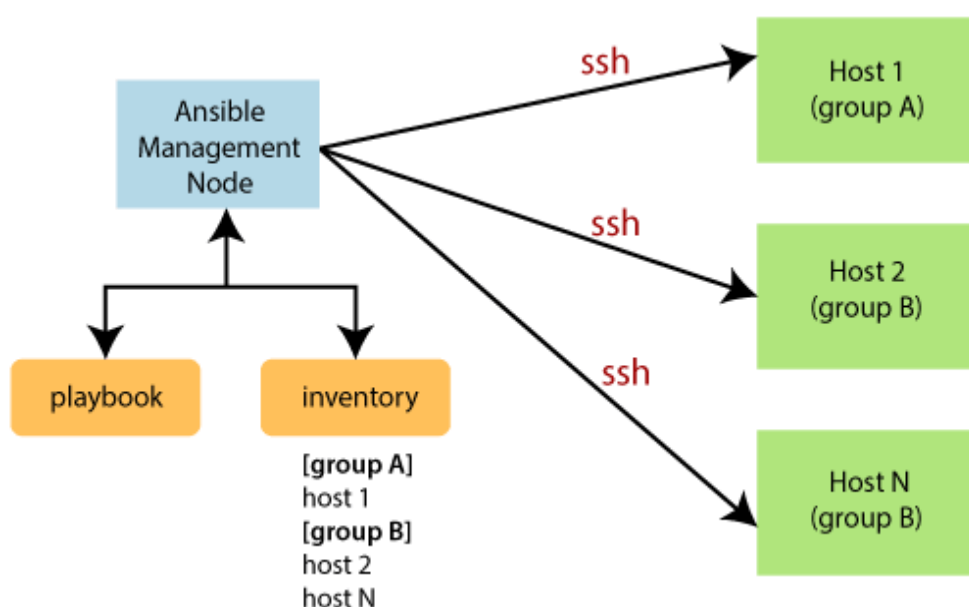 Ansible
Management
Node
ssh
ssh
ssh
Host 1
(group A)
Host 2
(group B)
Host N
(group B)
playbook
inventory
[group A]
host 1
[group B]
host 2
host N